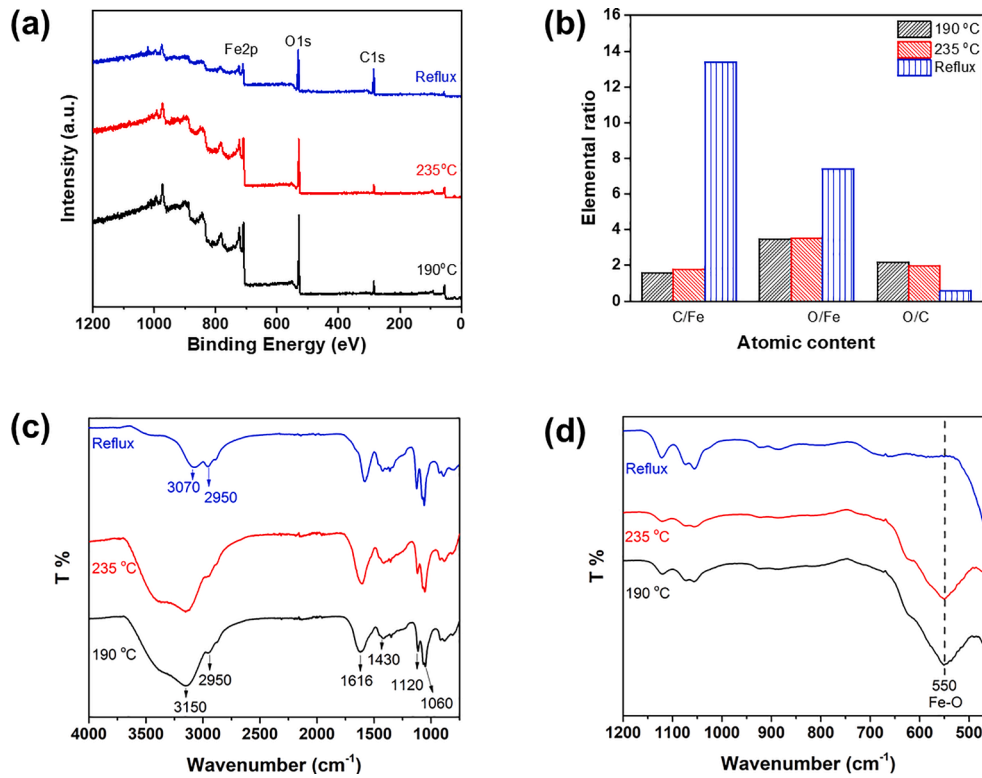 (a)
Fe2p
O1s
C1s
Reflux
235°C
190°C
Intensity (a.u.)
1200 1000 800 600 400 200 0
Binding Energy (eV)
(b)
190 °C
235 °C
Reflux
16
14
12
10
8
6
4
2
0
Elemental ratio
C/Fe O/Fe O/C
Atomic content
(c)
Reflux
3070
2950
235 °C
190 °C
2950
3150
1616
1430
1120
1060
T %
4000 3500 3000 2500 2000 1500 1000
Wavenumber (cm⁻¹)
(d)
Reflux
235 °C
190 °C
550
Fe-O
T %
1200 1100 1000 900 800 700 600 500
Wavenumber (cm⁻¹)